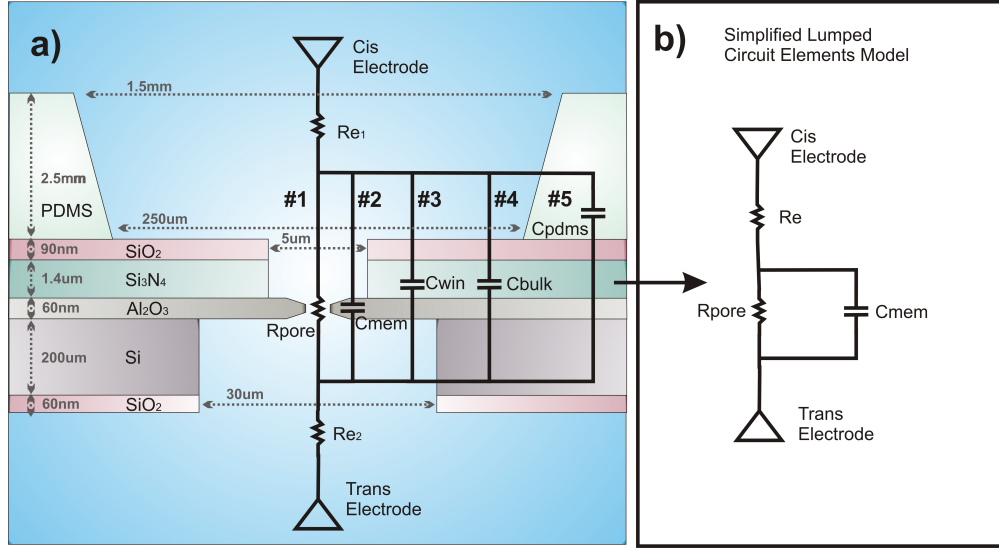 a)
Cis
Electrode
1.5mm
Re₁
2.5mm
PDMS
#1
#2
#3
#4
#5
250um
Cpdms
5um
90nm
SiO₂
1.4um
Si₃N₄
Cwin
Cbulk
60nm
Al₂O₃
Rpore
Cmem
200um
Si
60nm
SiO₂
30um
Re₂
Trans
Electrode
b)
Simplified Lumped
Circuit Elements Model
Cis
Electrode
Re
Rpore
Cmem
Trans
Electrode